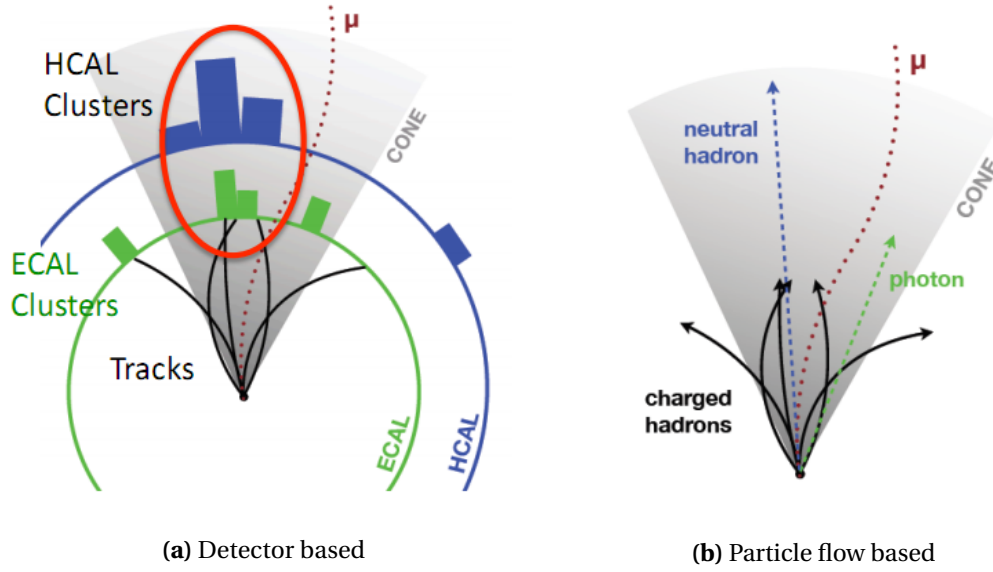 μ
HCAL
Clusters
CONE
ECAL
Clusters
Tracks
ECAL
HCAL
(a) Detector based
μ
neutral
hadron
CONE
photon
charged
hadrons
(b) Particle flow based